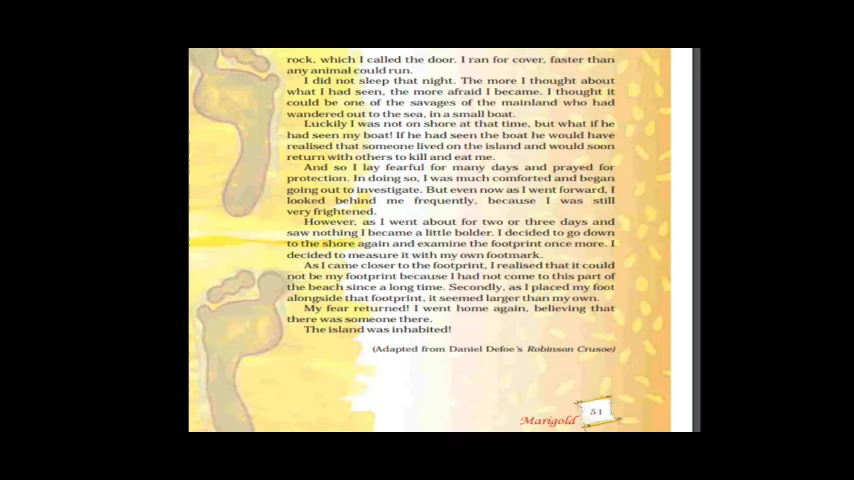 rock, which I called the door. I ran for cover, faster than
any animal could run.
I did not sleep that night. The more I thought about
what I had seen, the more afraid I became. I thought it
could be one of the savages of the mainland who had
wandered out to the sea, in a small boat.
Luckily I was not on shore at that time, but what if he
had seen my boat! If he had seen the boat he would have
realised that someone lived on the island and would soon
return with others to kill and eat me.
And so I lay fearful for many days and prayed for
protection. In doing so, I was much comforted and began
going out to investigate. But even now as I went forward, I
looked behind me frequently, because I was still
very frightened.
However, as I went about for two or three days and
saw nothing I became a little bolder. I decided to go down
to the shore again and examine the footprint once more. I
decided to measure it with my own footmark.
As I came closer to the footprint, I realised that it could
not be my footprint because I had not come to this part of
the beach since a long time. Secondly, as I placed my foot
alongside that footprint, it seemed larger than my own.
My fear returned! I went home again, believing that
there was someone there.
The island was inhabited!
(Adapted from Daniel Defoe's Robinson Crusoe)
Marigold
51